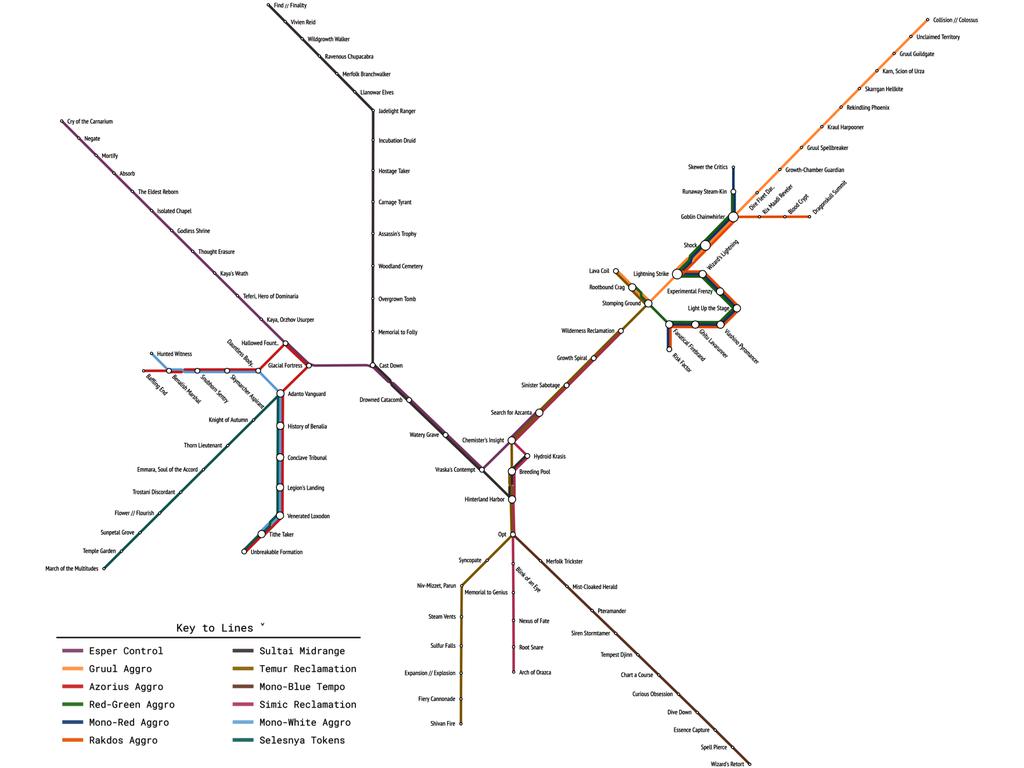 Find // Finality
Vivien Reid
Wildgrowth Walker
Ravenous Chupacabra
Merfolk Branchwalker
Llanowar Elves
Jadelight Ranger
Incubation Druid
Hostage Taker
Carnage Tyrant
Assassin's Trophy
Woodland Cemetery
Overgrown Tomb
Memorial to Folly
Cast Down
Drowned Catacomb
Watery Grave
Vraska's Contempt
Cry of the Carnarium
Negate
Mortify
Absorb
The Eldest Reborn
Isolated Chapel
Godless Shrine
Thought Erasure
Kaya's Wrath
Teferi, Hero of Dominaria
Kaya, Orzhov Usurper
Hallowed Fount..
Glacial Fortress
Dauntless Body..
Hunted Witness
Baffling End
Benalish Marshal
Snubhorn Sentry
Skymarcher Aspirant
Adanto Vanguard
History of Benalia
Conclave Tribunal
Legion's Landing
Venerated Loxodon
Tithe Taker
Unbreakable Formation
Knight of Autumn
Thorn Lieutenant
Emmara, Soul of the Accord
Trostani Discordant
Flower // Flourish
Sunpetal Grove
Temple Garden
March of the Multitudes
Collision // Colossus
Unclaimed Territory
Gruul Guildgate
Karn, Scion of Urza
Skarrgan Hellkite
Rekindling Phoenix
Kraul Harpooner
Gruul Spellbreaker
Growth-Chamber Guardian
Dire Fleet Dar..
Rix Maadi Reveler
Blood Crypt
Dragonskull Summit
Skewer the Critics
Runaway Steam-Kin
Goblin Chainwhirler
Shock
Wizard's Lightning
Lightning Strike
Experimental Frenzy
Light Up the Stage
Viashino Pyromancer
Ghitu Lavarunner
Fanatical Firebrand
Risk Factor
Lava Coil
Rootbound Crag
Stomping Ground
Wilderness Reclamation
Growth Spiral
Sinister Sabotage
Search for Azcanta
Chemister's Insight
Hydroid Krasis
Breeding Pool
Hinterland Harbor
Opt
Syncopate
Niv-Mizzet, Parun
Steam Vents
Sulfur Falls
Expansion // Explosion
Fiery Cannonade
Shivan Fire
Blink of an Eye
Memorial to Genius
Nexus of Fate
Root Snare
Arch of Orazca
Merfolk Trickster
Mist-Cloaked Herald
Pteramander
Siren Stormtamer
Tempest Djinn
Chart a Course
Curious Obsession
Dive Down
Essence Capture
Spell Pierce
Wizard's Retort
Key to Lines ˇ
Esper Control
Gruul Aggro
Azorius Aggro
Red-Green Aggro
Mono-Red Aggro
Rakdos Aggro
Sultai Midrange
Temur Reclamation
Mono-Blue Tempo
Simic Reclamation
Mono-White Aggro
Selesnya Tokens